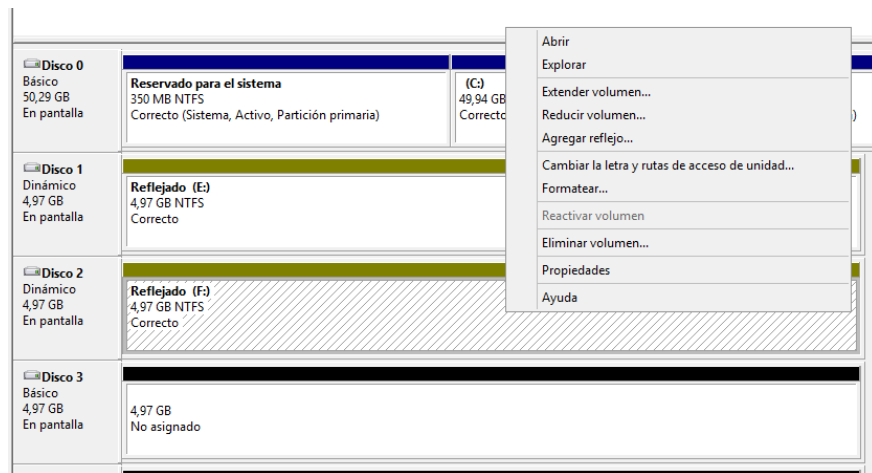 Disco 0
Básico
50,29 GB
En pantalla
Reservado para el sistema
350 MB NTFS
Correcto (Sistema, Activo, Partición primaria)
(C:)
49,94 GB
Correcto
)
Disco 1
Dinámico
4,97 GB
En pantalla
Reflejado (E:)
4,97 GB NTFS
Correcto
Disco 2
Dinámico
4,97 GB
En pantalla
Reflejado (F:)
4,97 GB NTFS
Correcto
Disco 3
Básico
4,97 GB
En pantalla
4,97 GB
No asignado
Abrir
Explorar
Extender volumen...
Reducir volumen...
Agregar reflejo...
Cambiar la letra y rutas de acceso de unidad...
Formatear...
Reactivar volumen
Eliminar volumen...
Propiedades
Ayuda